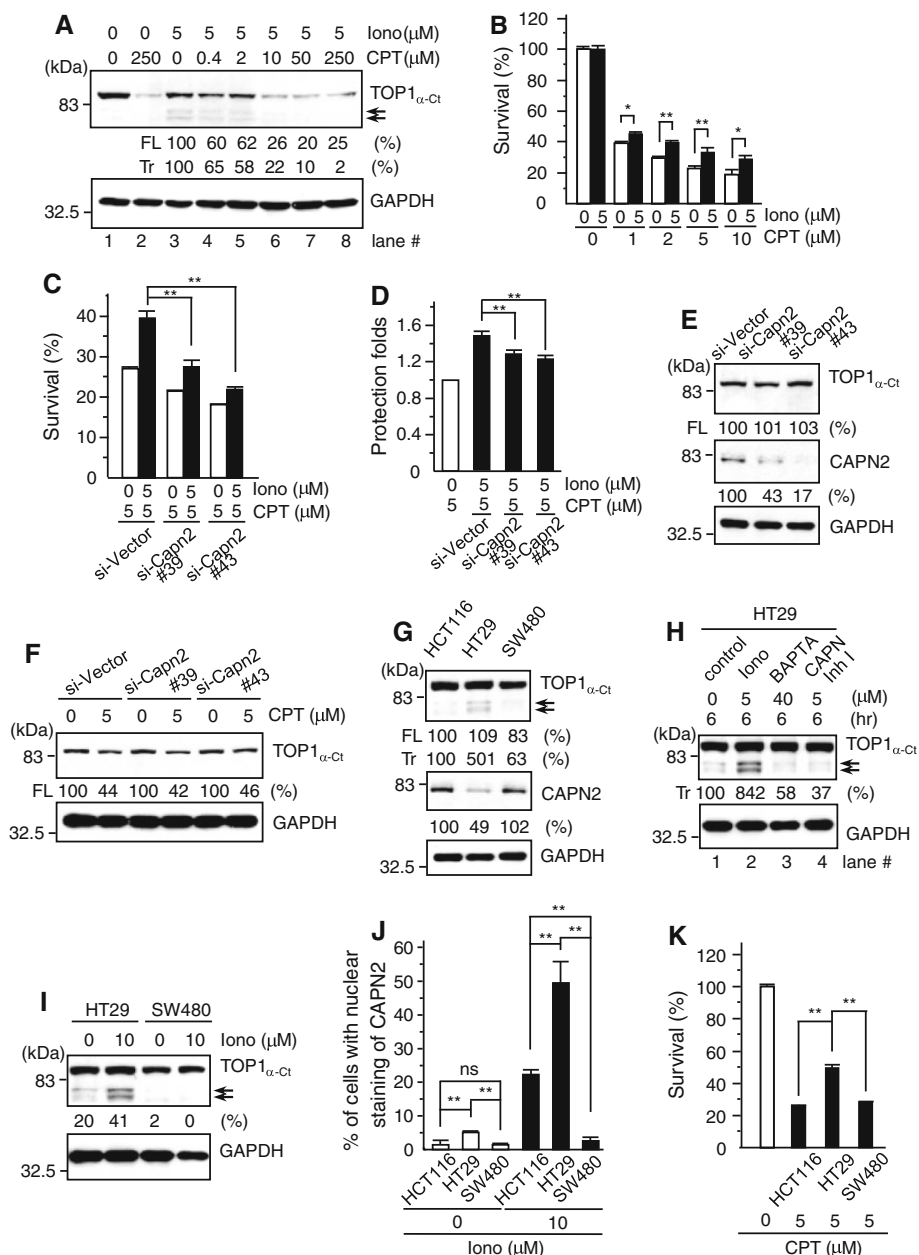 A
0 0 5 5 5 5 5 5 Iono (μM)
0 250 0 0.4 2 10 50 250 CPT (μM)
(kDa)
83
TOP1α-Ct
FL 100 60 62 26 20 25 (%)
Tr 100 65 58 22 10 2 (%)
32.5
GAPDH
1 2 3 4 5 6 7 8 lane #
B
Survival (%)
120
100
80
60
40
20
0
* ** ** *
0 5 0 5 0 5 0 5 0 5 Iono (μM)
0 1 2 5 10 CPT (μM)
C
Survival (%)
40
30
20
10
0
**
**
0 5 0 5 0 5 Iono (μM)
5 5 5 5 5 5 CPT (μM)
si-Vector
si-Capn2 #39
si-Capn2 #43
D
Protection folds
1.6
1.2
0.8
0.4
0
**
**
0 5 5 5 Iono (μM)
5 5 5 5 CPT (μM)
si-Vector
si-Capn2 #39
si-Capn2 #43
E
si-Vector
si-Capn2 #39
si-Capn2 #43
(kDa)
83
TOP1α-Ct
FL 100 101 103 (%)
83
CAPN2
100 43 17 (%)
32.5
GAPDH
F
si-Vector
si-Capn2 #39
si-Capn2 #43
0 5 0 5 0 5 CPT (μM)
(kDa)
83
TOP1α-Ct
FL 100 44 100 42 100 46 (%)
32.5
GAPDH
G
HCT116
HT29
SW480
(kDa)
83
TOP1α-Ct
FL 100 109 83 (%)
Tr 100 501 63 (%)
83
CAPN2
100 49 102 (%)
32.5
GAPDH
H
HT29
control
Iono
BAPTA
CAPN Inh I
0 5 40 5 (μM)
6 6 6 6 (hr)
(kDa)
83
TOP1α-Ct
Tr 100 842 58 37 (%)
32.5
GAPDH
1 2 3 4 lane #
I
HT29 SW480
0 10 0 10 Iono (μM)
(kDa)
83
TOP1α-Ct
20 41 2 0 (%)
32.5
GAPDH
J
% of cells with nuclear
staining of CAPN2
60
50
40
30
20
10
0
ns
** **
**
** **
HCT116
HT29
SW480
HCT116
HT29
SW480
0 10
Iono (μM)
K
Survival (%)
120
100
80
60
40
20
0
** **
HCT116
HT29
SW480
0 5 5 5
CPT (μM)